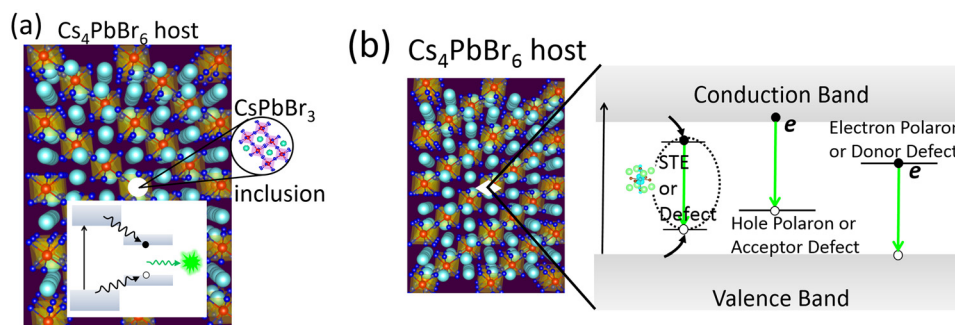 (a)
Cs4PbBr6 host
CsPbBr3
inclusion
(b)
Cs4PbBr6 host
Conduction Band
e
Electron Polaron
or Donor Defect
e
STE
or
Defect
Hole Polaron or
Acceptor Defect
Valence Band